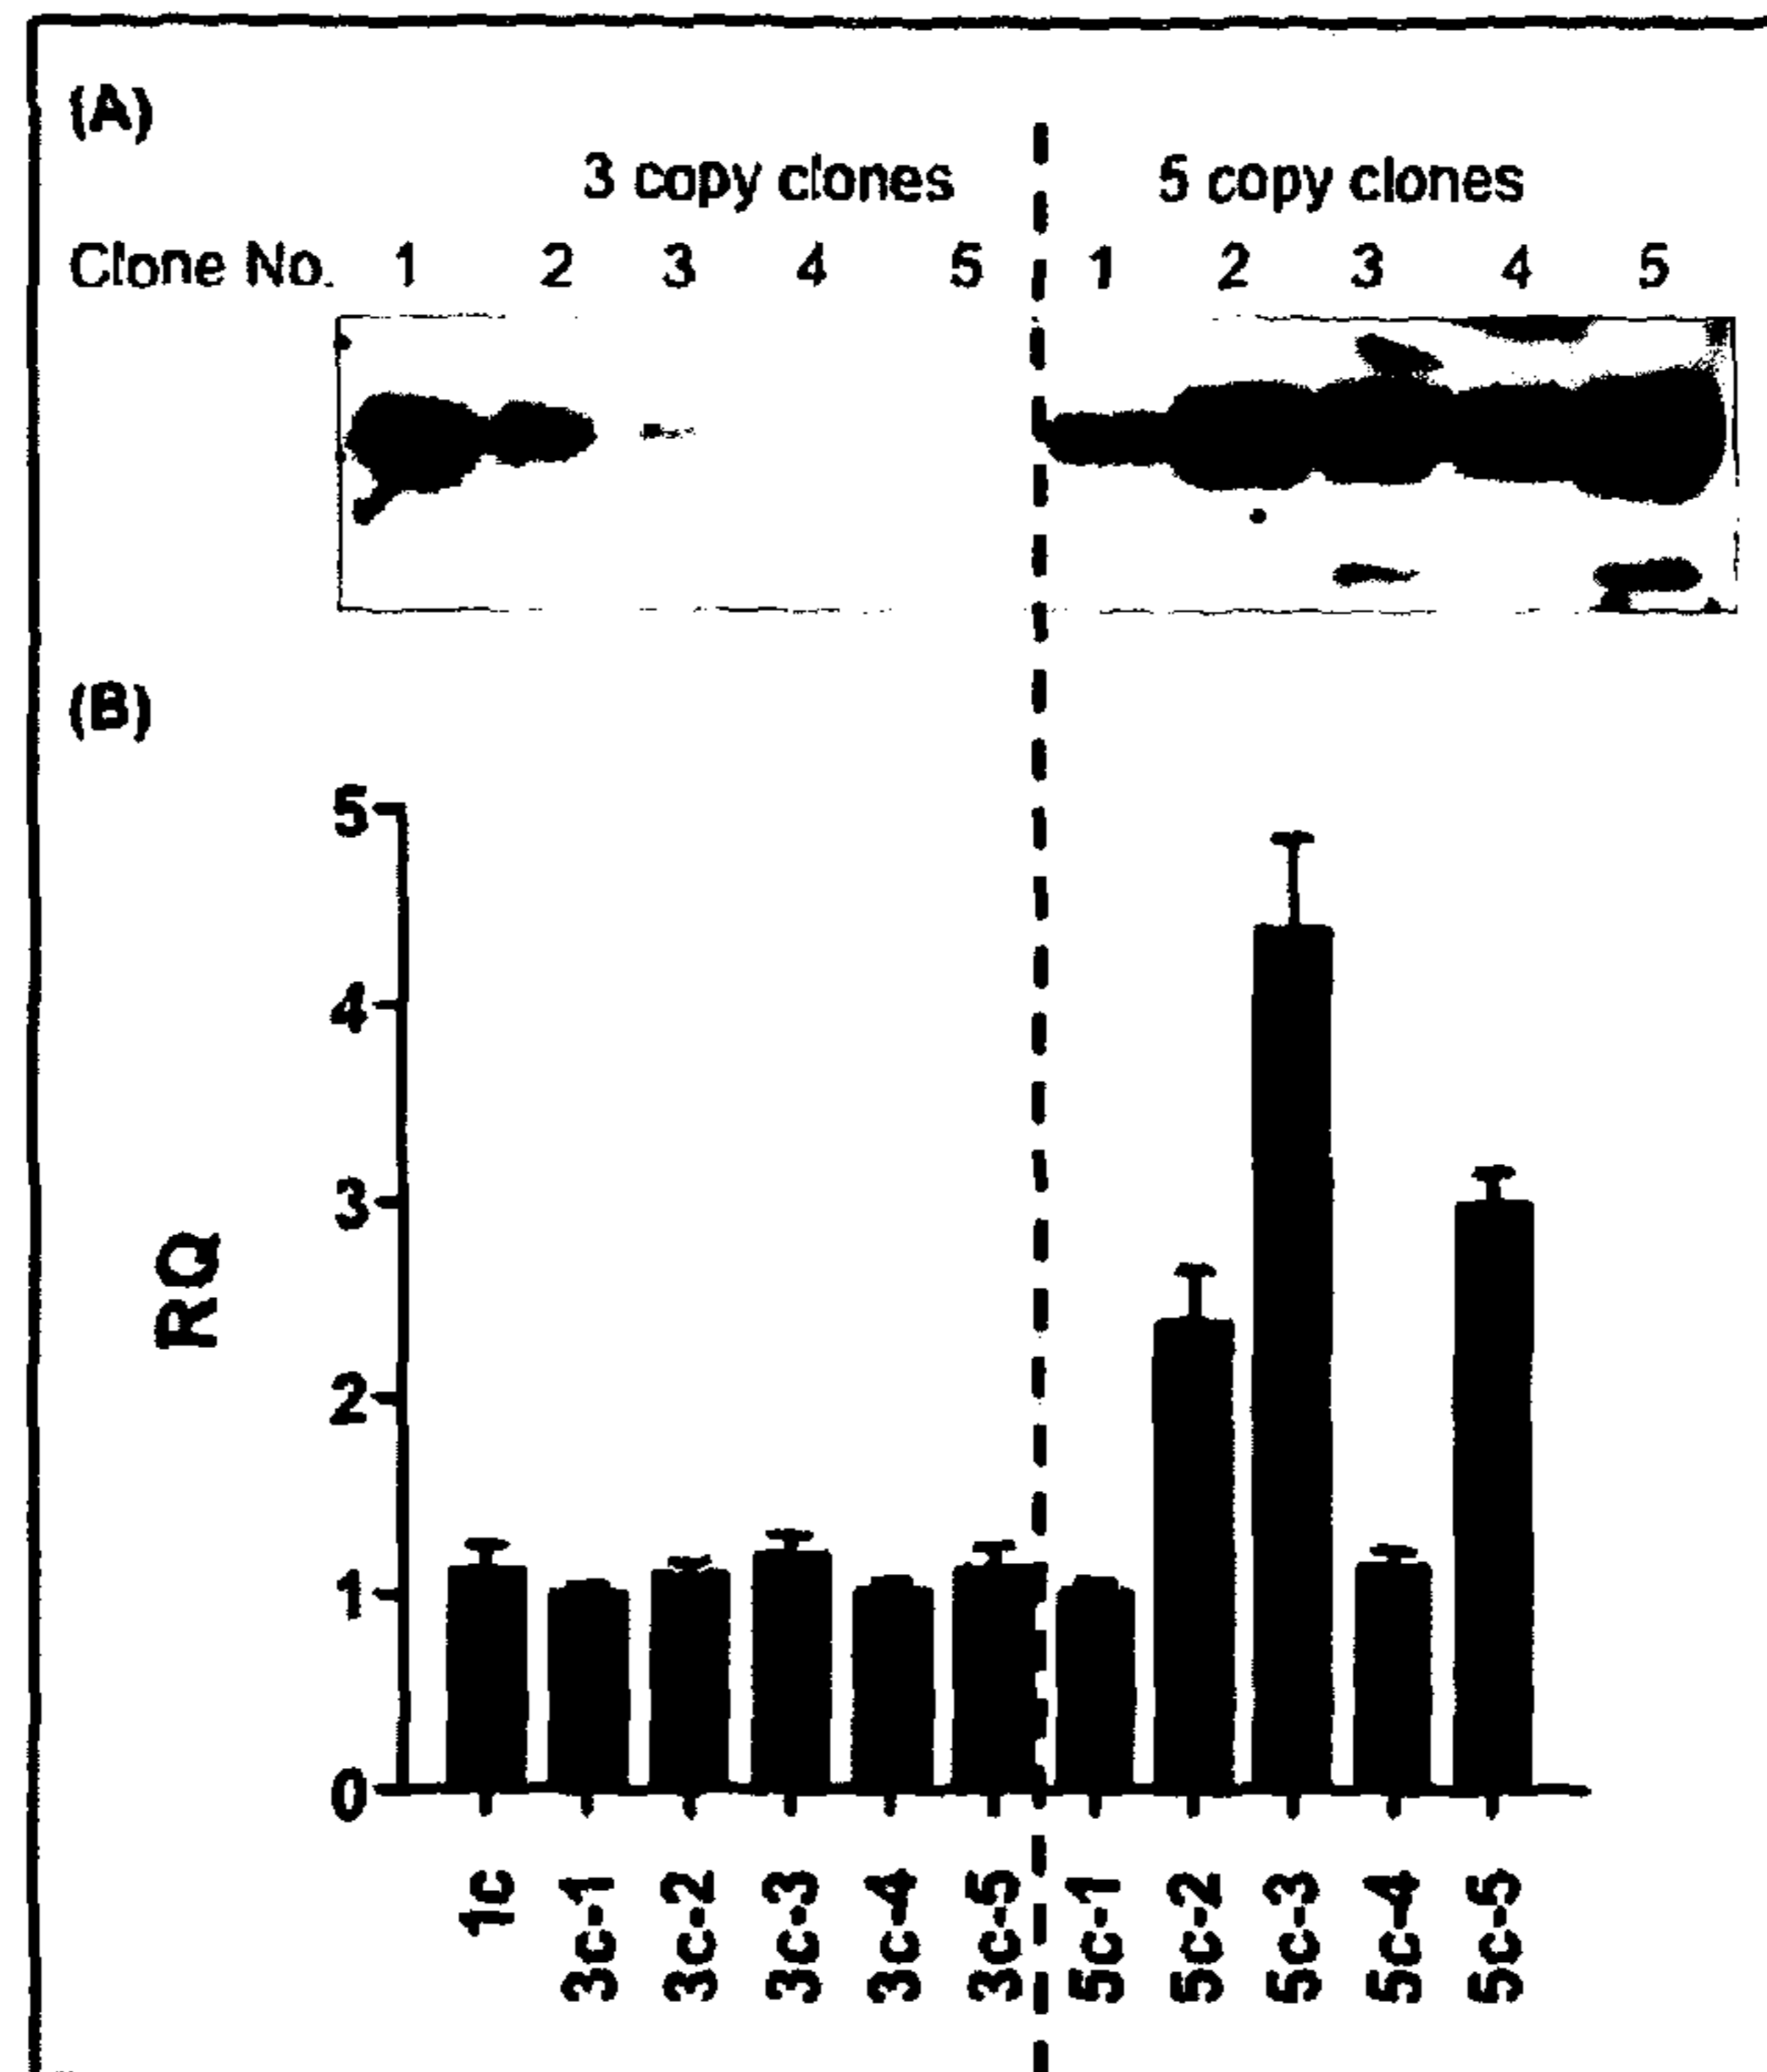 (A)
3 copy clones 5 copy clones
Clone No. 1 2 3 4 5 1 2 3 4 5
(B)
5
4
3
2
1
0
RQ
1c 3c-1 3c-2 3c-3 3c-4 3c-5 5c-1 5c-2 5c-3 5c-4 5c-5